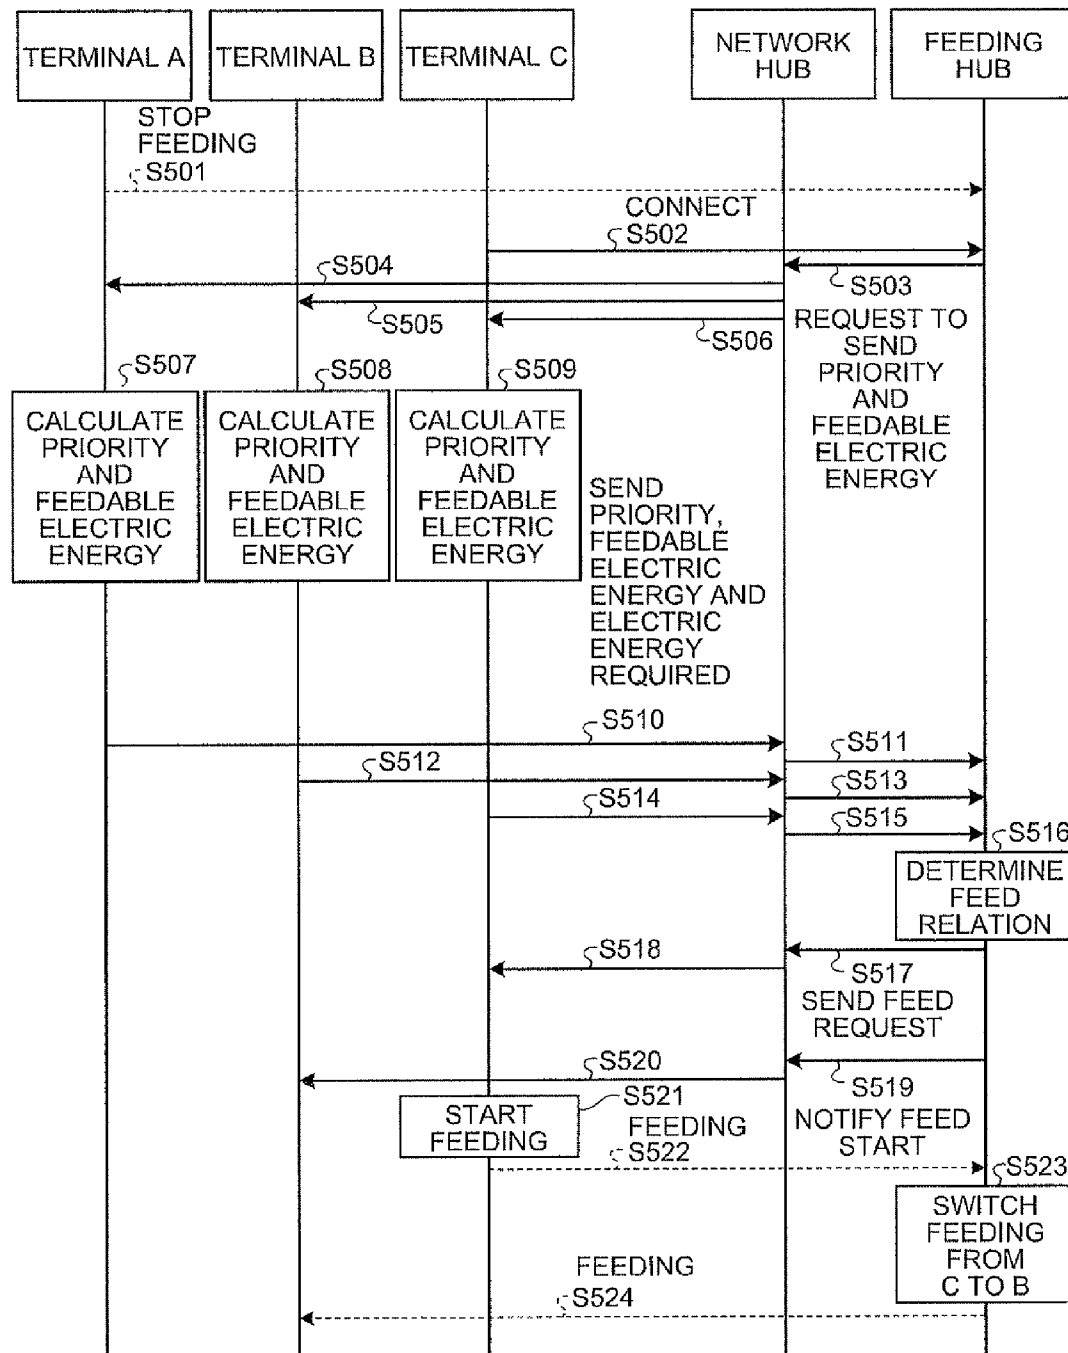 TERMINAL A
TERMINAL B
TERMINAL C
NETWORK
HUB
FEEDING
HUB
STOP
FEEDING
S501
CONNECT
S502
S503
S504
S505
S506
REQUEST TO
SEND
PRIORITY
AND
FEEDABLE
ELECTRIC
ENERGY
S507
CALCULATE
PRIORITY
AND
FEEDABLE
ELECTRIC
ENERGY
S508
CALCULATE
PRIORITY
AND
FEEDABLE
ELECTRIC
ENERGY
S509
CALCULATE
PRIORITY
AND
FEEDABLE
ELECTRIC
ENERGY
SEND
PRIORITY,
FEEDABLE
ELECTRIC
ENERGY AND
ELECTRIC
ENERGY
REQUIRED
S510
S511
S512
S513
S514
S515
S516
DETERMINE
FEED
RELATION
S517
SEND FEED
REQUEST
S518
S519
NOTIFY FEED
START
S520
S521
START
FEEDING
FEEDING
S522
S523
SWITCH
FEEDING
FROM
C TO B
FEEDING
S524